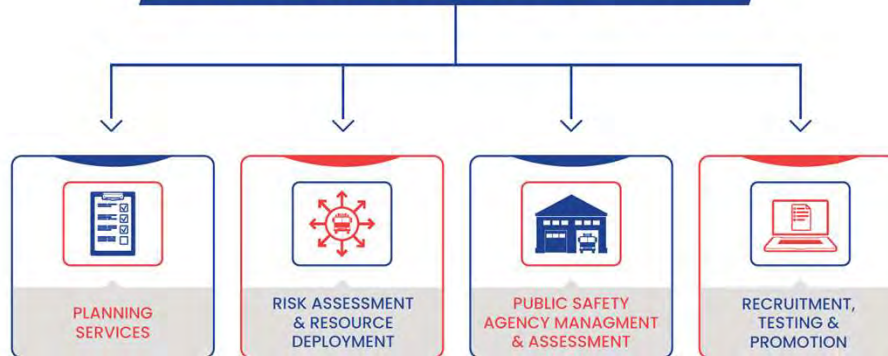 PLANNING
SERVICES
RISK ASSESSMENT
& RESOURCE
DEPLOYMENT
PUBLIC SAFETY
AGENCY MANAGMENT
& ASSESSMENT
RECRUITMENT,
TESTING &
PROMOTION